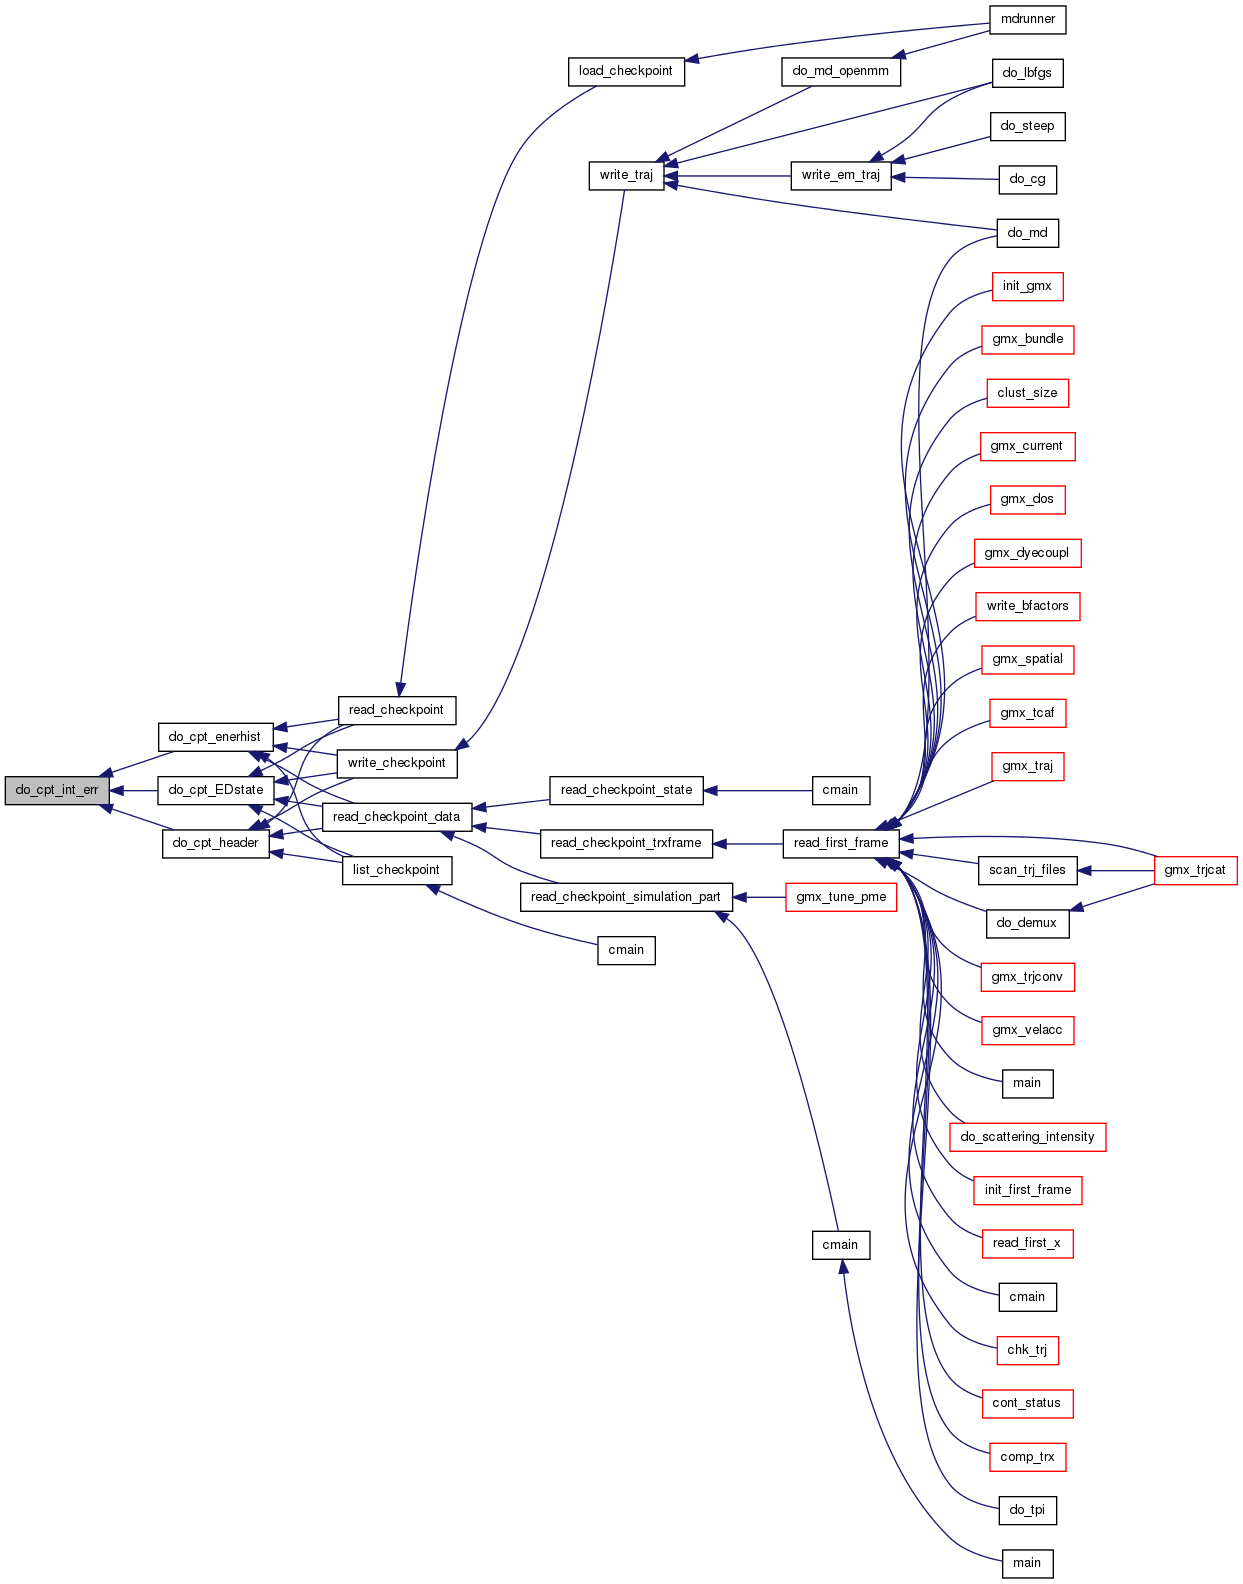 mdrunner
load_checkpoint
do_md_openmm
do_lbfgs
do_steep
write_traj
write_em_traj
do_cg
do_md
init_gmx
gmx_bundle
clust_size
gmx_current
gmx_dos
gmx_dyecoupl
write_bfactors
gmx_spatial
read_checkpoint
gmx_tcaf
do_cpt_enerhist
write_checkpoint
gmx_traj
do_cpt_int_err
do_cpt_EDstate
read_checkpoint_state
cmain
read_checkpoint_data
do_cpt_header
read_checkpoint_trxframe
read_first_frame
list_checkpoint
scan_trj_files
gmx_trjcat
read_checkpoint_simulation_part
gmx_tune_pme
do_demux
cmain
gmx_trjconv
gmx_velacc
main
do_scattering_intensity
init_first_frame
cmain
read_first_x
cmain
chk_trj
cont_status
comp_trx
do_tpi
main